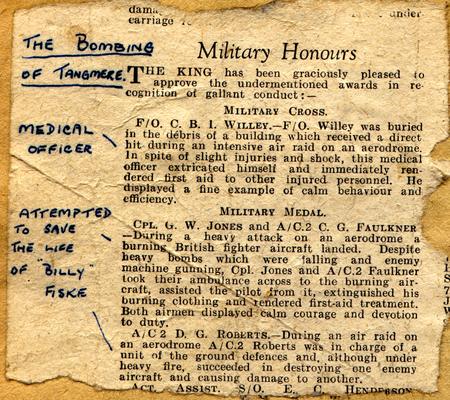 dama
carriage
under-
THE BOMBING
OF TANGMERE.
Military Honours
THE KING has been graciously pleased to
approve the undermentioned awards in re-
cognition of gallant conduct:—
MILITARY CROSS.
MEDICAL
OFFICER
F/O. C. B. I. WILLEY.—F/O. Willey was buried
in the débris of a building which received a direct
hit during an intensive air raid on an aerodrome.
In spite of slight injuries and shock, this medical
officer extricated himself and immediately ren-
dered first aid to other injured personnel. He
displayed a fine example of calm behaviour and
efficiency.
MILITARY MEDAL.
ATTEMPTED
TO SAVE
THE LIFE
OF "BILLY"
FISKE
CPL. G. W. JONES and A/C.2 C. G. FAULKNER
—During a heavy attack on an aerodrome a
burning British fighter aircraft landed. Despite
heavy bombs which were falling and enemy
machine gunning, Cpl. Jones and A/C.2 Faulkner
took their ambulance across to the burning air-
craft, assisted the pilot from it, extinguished his
burning clothing and rendered first-aid treatment.
Both airmen displayed calm courage and devotion
to duty.
A/C 2 D. G. ROBERTS.—During an air raid on
an aerodrome A/C.2 Roberts was in charge of a
unit of the ground defences and, although under
heavy fire, succeeded in destroying one enemy
aircraft and causing damage to another.
ACT. ASSIST. S/O. E. C. HENDERSON